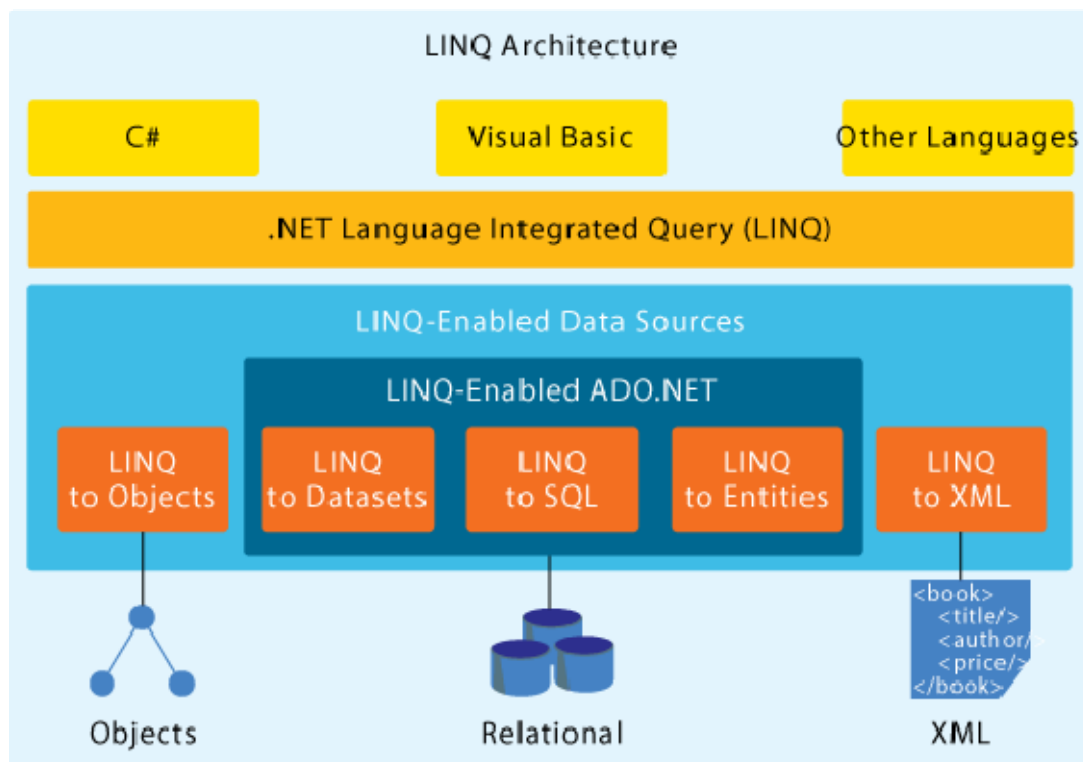 LINQ Architecture
C#
Visual Basic
Other Languages
.NET Language Integrated Query (LINQ)
LINQ-Enabled Data Sources
LINQ-Enabled ADO.NET
LINQ
to Objects
LINQ
to Datasets
LINQ
to SQL
LINQ
to Entities
LINQ
to XML
<book>
<title/>
<author/>
<price/>
</book>
Objects
Relational
XML